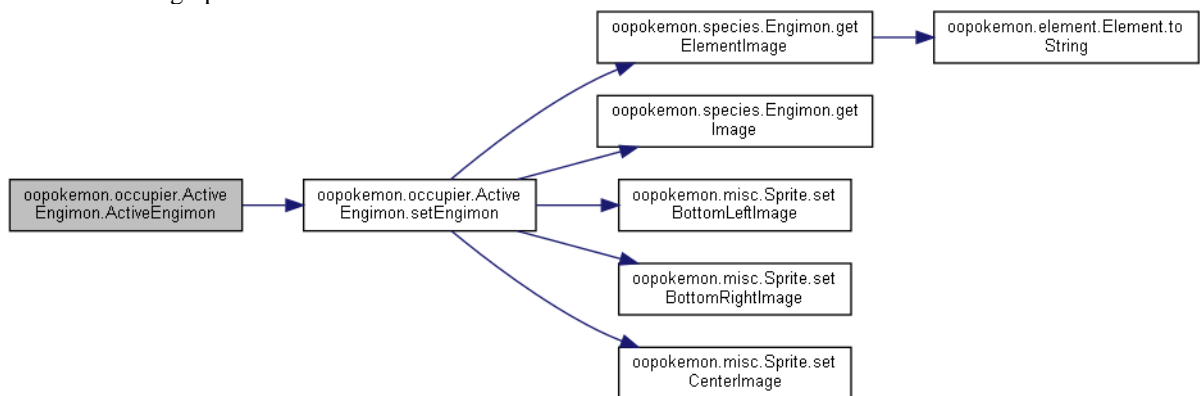 oopokemon.species.Engimon.get
ElementImage
oopokemon.element.Element.to
String
oopokemon.species.Engimon.get
Image
oopokemon.occupier.Active
Engimon.ActiveEngimon
oopokemon.occupier.Active
Engimon.setEngimon
oopokemon.misc.Sprite.set
BottomLeftImage
oopokemon.misc.Sprite.set
BottomRightImage
oopokemon.misc.Sprite.set
CenterImage